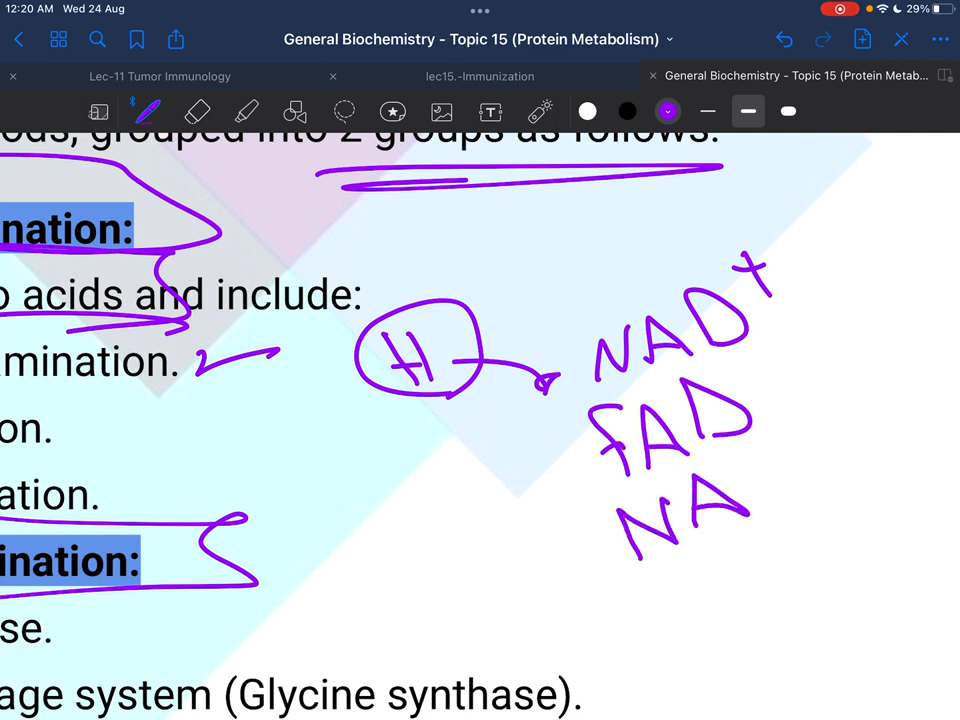 12:20 AM Wed 24 Aug
29%
General Biochemistry - Topic 15 (Protein Metabolism)
Lec-11 Tumor Immunology
lec15.-Immunization
General Biochemistry - Topic 15 (Protein Metab...
ods, grouped into 2 groups as follows:
nation:
o acids and include:
mination.
on.
ation.
ination:
se.
age system (Glycine synthase).
H
NAD+
FAD
NA